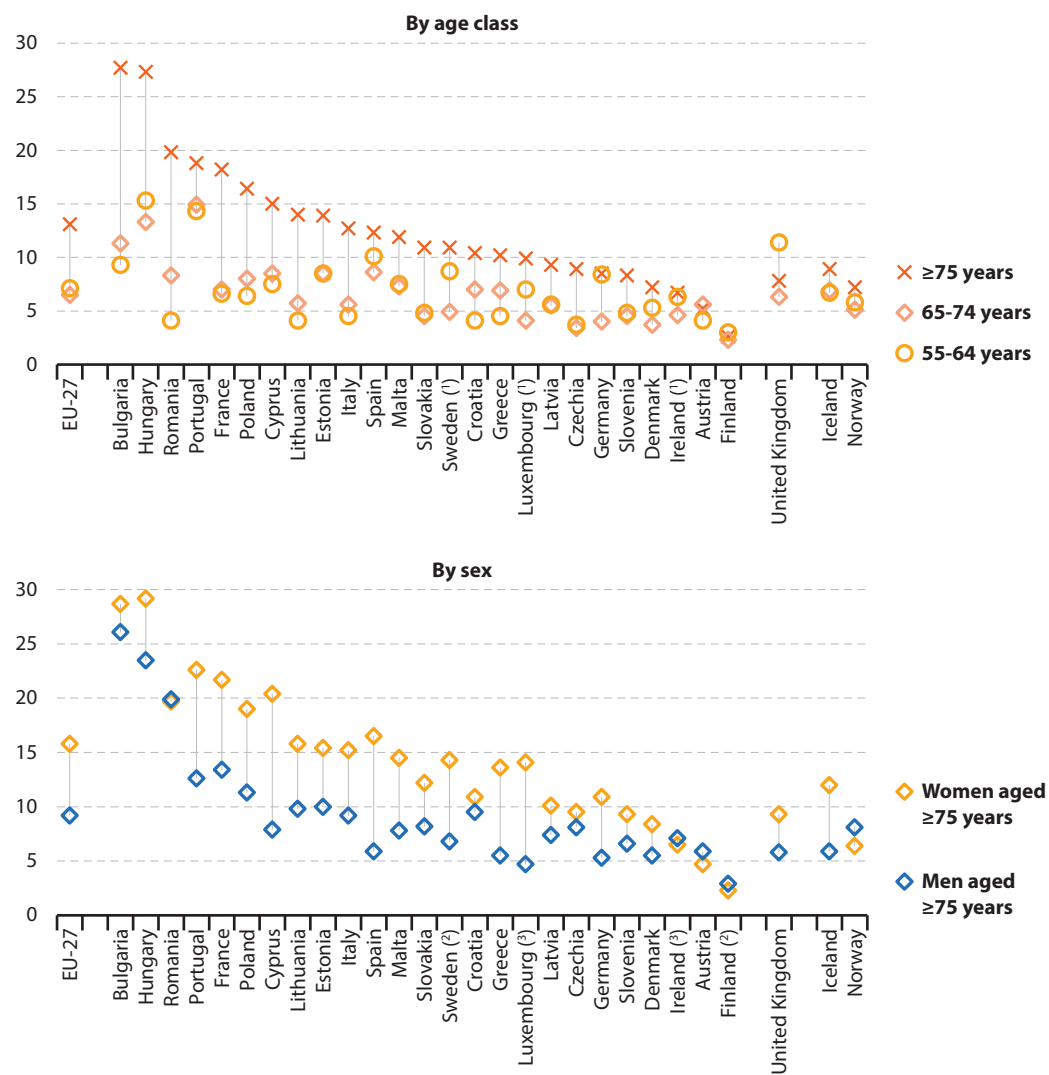 By age class
30
25
20
15
10
5
0
EU-27
Bulgaria
Hungary
Romania
Portugal
France
Poland
Cyprus
Lithuania
Estonia
Italy
Spain
Malta
Slovakia
Sweden (¹)
Croatia
Greece
Luxembourg (¹)
Latvia
Czechia
Germany
Slovenia
Denmark
Ireland (¹)
Austria
Finland
United Kingdom
Iceland
Norway
≥75 years
65-74 years
55-64 years
By sex
30
25
20
15
10
5
0
EU-27
Bulgaria
Hungary
Romania
Portugal
France
Poland
Cyprus
Lithuania
Estonia
Italy
Spain
Malta
Slovakia
Sweden (²)
Croatia
Greece
Luxembourg (³)
Latvia
Czechia
Germany
Slovenia
Denmark
Ireland (³)
Austria
Finland (²)
United Kingdom
Iceland
Norway
Women aged
≥75 years
Men aged
≥75 years